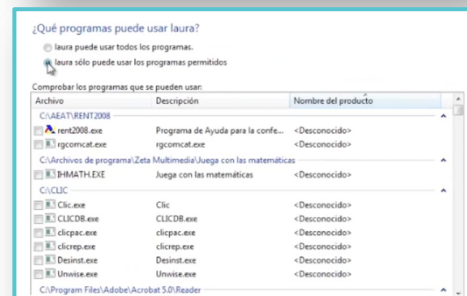 ¿Qué programas puede usar laura?
laura puede usar todos los programas.
laura sólo puede usar los programas permitidos
Comprobar los programas que se pueden usar:
Archivo Descripción Nombre del producto
C:\AEAT\RENT2008
rent2008.exe Programa de Ayuda para la confe... <Desconocido>
rgcomcat.exe rgcomcat.exe <Desconocido>
C:\Archivos de programa\Zeta Multimedia\Juega con las matemáticas
IHMATH.EXE Juega con las matemáticas <Desconocido>
C:\CLIC
Clic.exe Clic <Desconocido>
CLICDB.exe CLICDB.exe <Desconocido>
clicpac.exe clicpac.exe <Desconocido>
clicrep.exe clicrep.exe <Desconocido>
Desinst.exe Desinst.exe <Desconocido>
Unwise.exe Unwise.exe <Desconocido>
C:\Program Files\Adobe\Acrobat 5.0\Reader